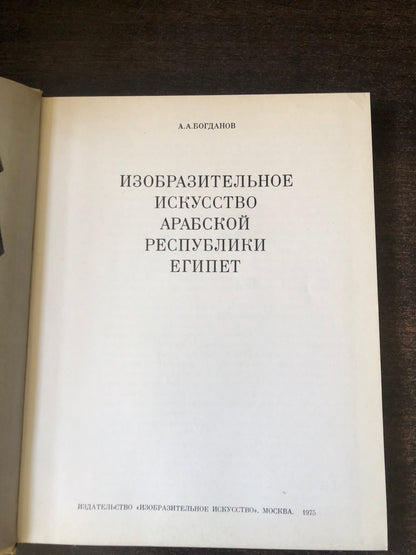 А.А.БОГДАНОВ
ИЗОБРАЗИТЕЛЬНОЕ
ИСКУССТВО
АРАБСКОЙ
РЕСПУБЛИКИ
ЕГИПЕТ
ИЗДАТЕЛЬСТВО «ИЗОБРАЗИТЕЛЬНОЕ ИСКУССТВО». МОСКВА. 1975